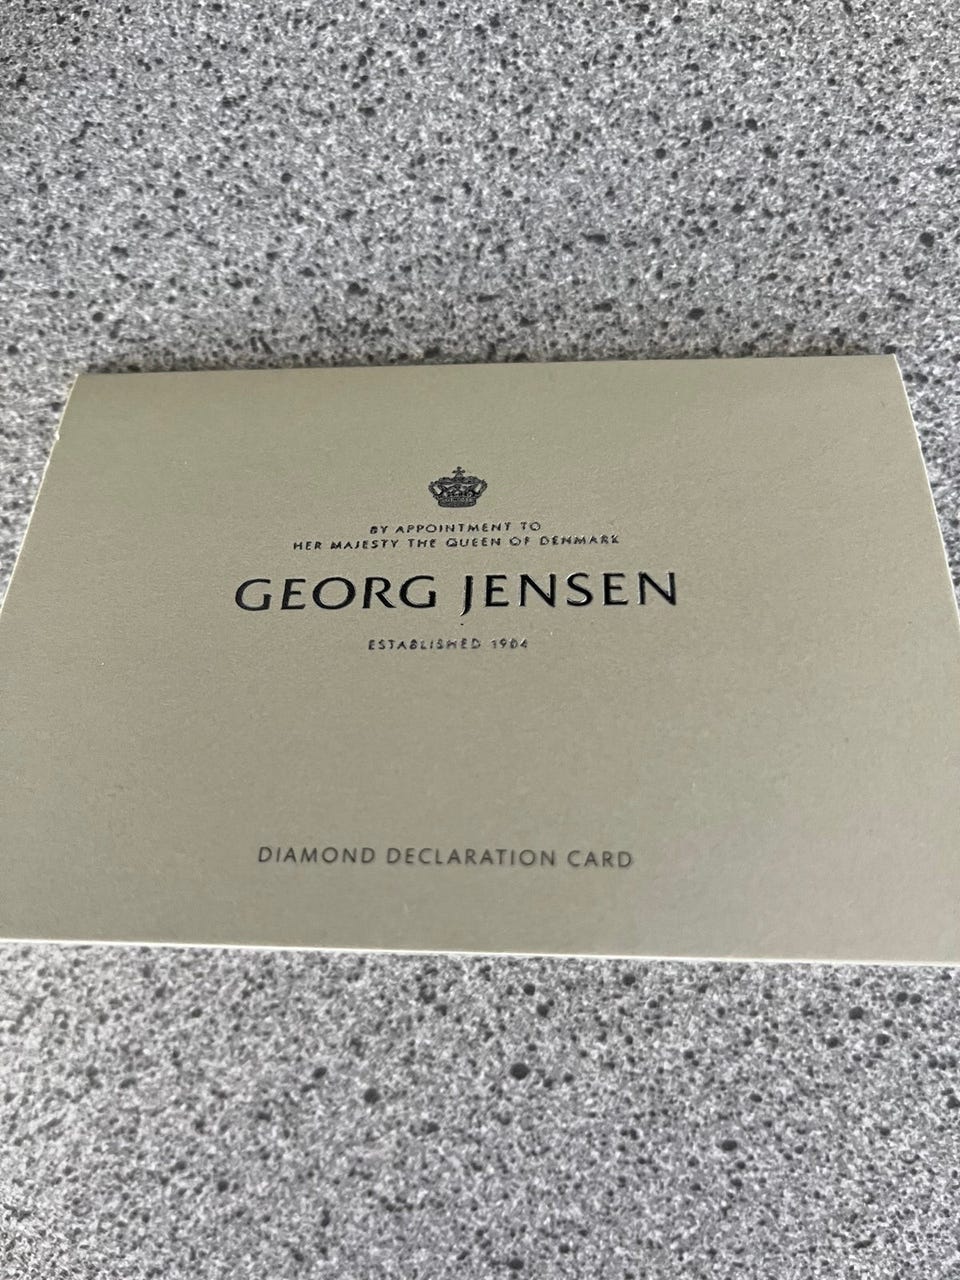 BY APPOINTMENT TO
HER MAJESTY THE QUEEN OF DENMARK
GEORG JENSEN
ESTABLISHED 1904
DIAMOND DECLARATION CARD